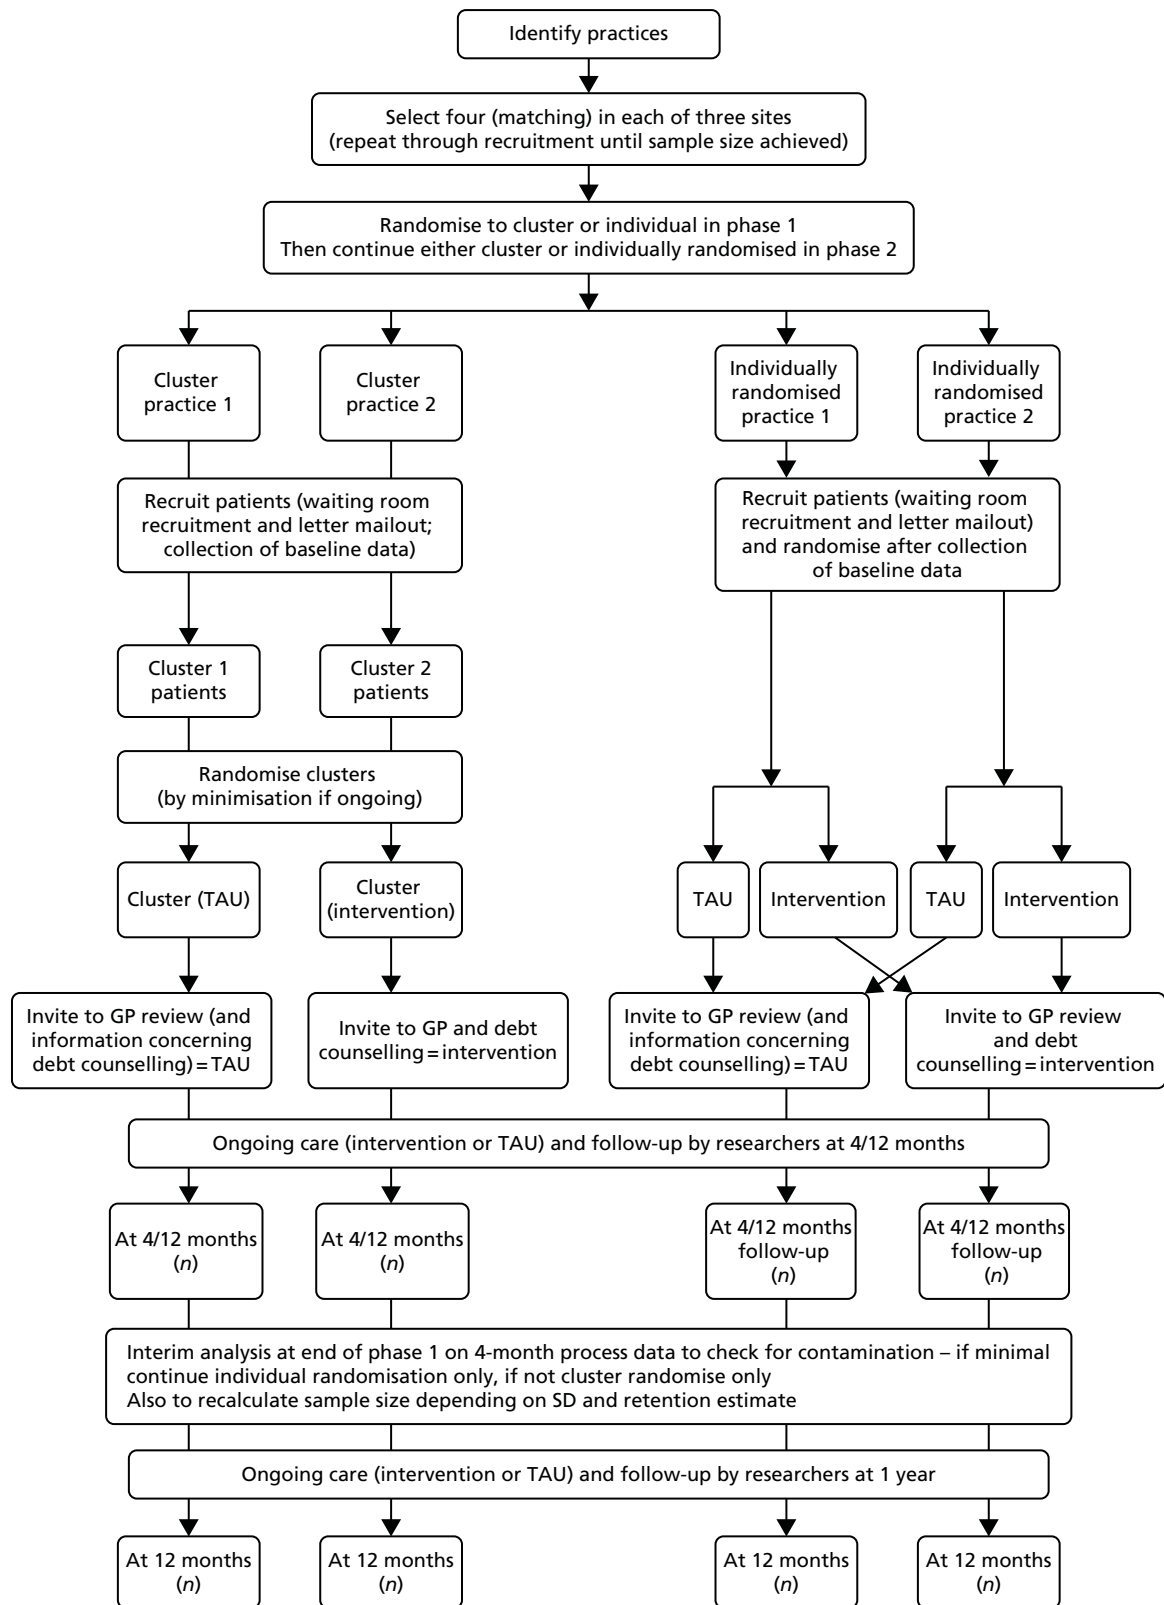 Identify practices
Select four (matching) in each of three sites
(repeat through recruitment until sample size achieved)
Randomise to cluster or individual in phase 1
Then continue either cluster or individually randomised in phase 2
Cluster
practice 1
Cluster
practice 2
Individually
randomised
practice 1
Individually
randomised
practice 2
Recruit patients (waiting room
recruitment and letter mailout;
collection of baseline data)
Recruit patients (waiting room
recruitment and letter mailout)
and randomise after collection
of baseline data
Cluster 1
patients
Cluster 2
patients
Randomise clusters
(by minimisation if ongoing)
Cluster (TAU)
Cluster
(intervention)
TAU
Intervention
TAU
Intervention
Invite to GP review (and
information concerning
debt counselling) = TAU
Invite to GP and debt
counselling = intervention
Invite to GP review (and
information concerning
debt counselling) = TAU
Invite to GP review
and debt
counselling = intervention
Ongoing care (intervention or TAU) and follow-up by researchers at 4/12 months
At 4/12 months
(n)
At 4/12 months
(n)
At 4/12 months
follow-up
(n)
At 4/12 months
follow-up
(n)
Interim analysis at end of phase 1 on 4-month process data to check for contamination – if minimal
continue individual randomisation only, if not cluster randomise only
Also to recalculate sample size depending on SD and retention estimate
Ongoing care (intervention or TAU) and follow-up by researchers at 1 year
At 12 months
(n)
At 12 months
(n)
At 12 months
(n)
At 12 months
(n)